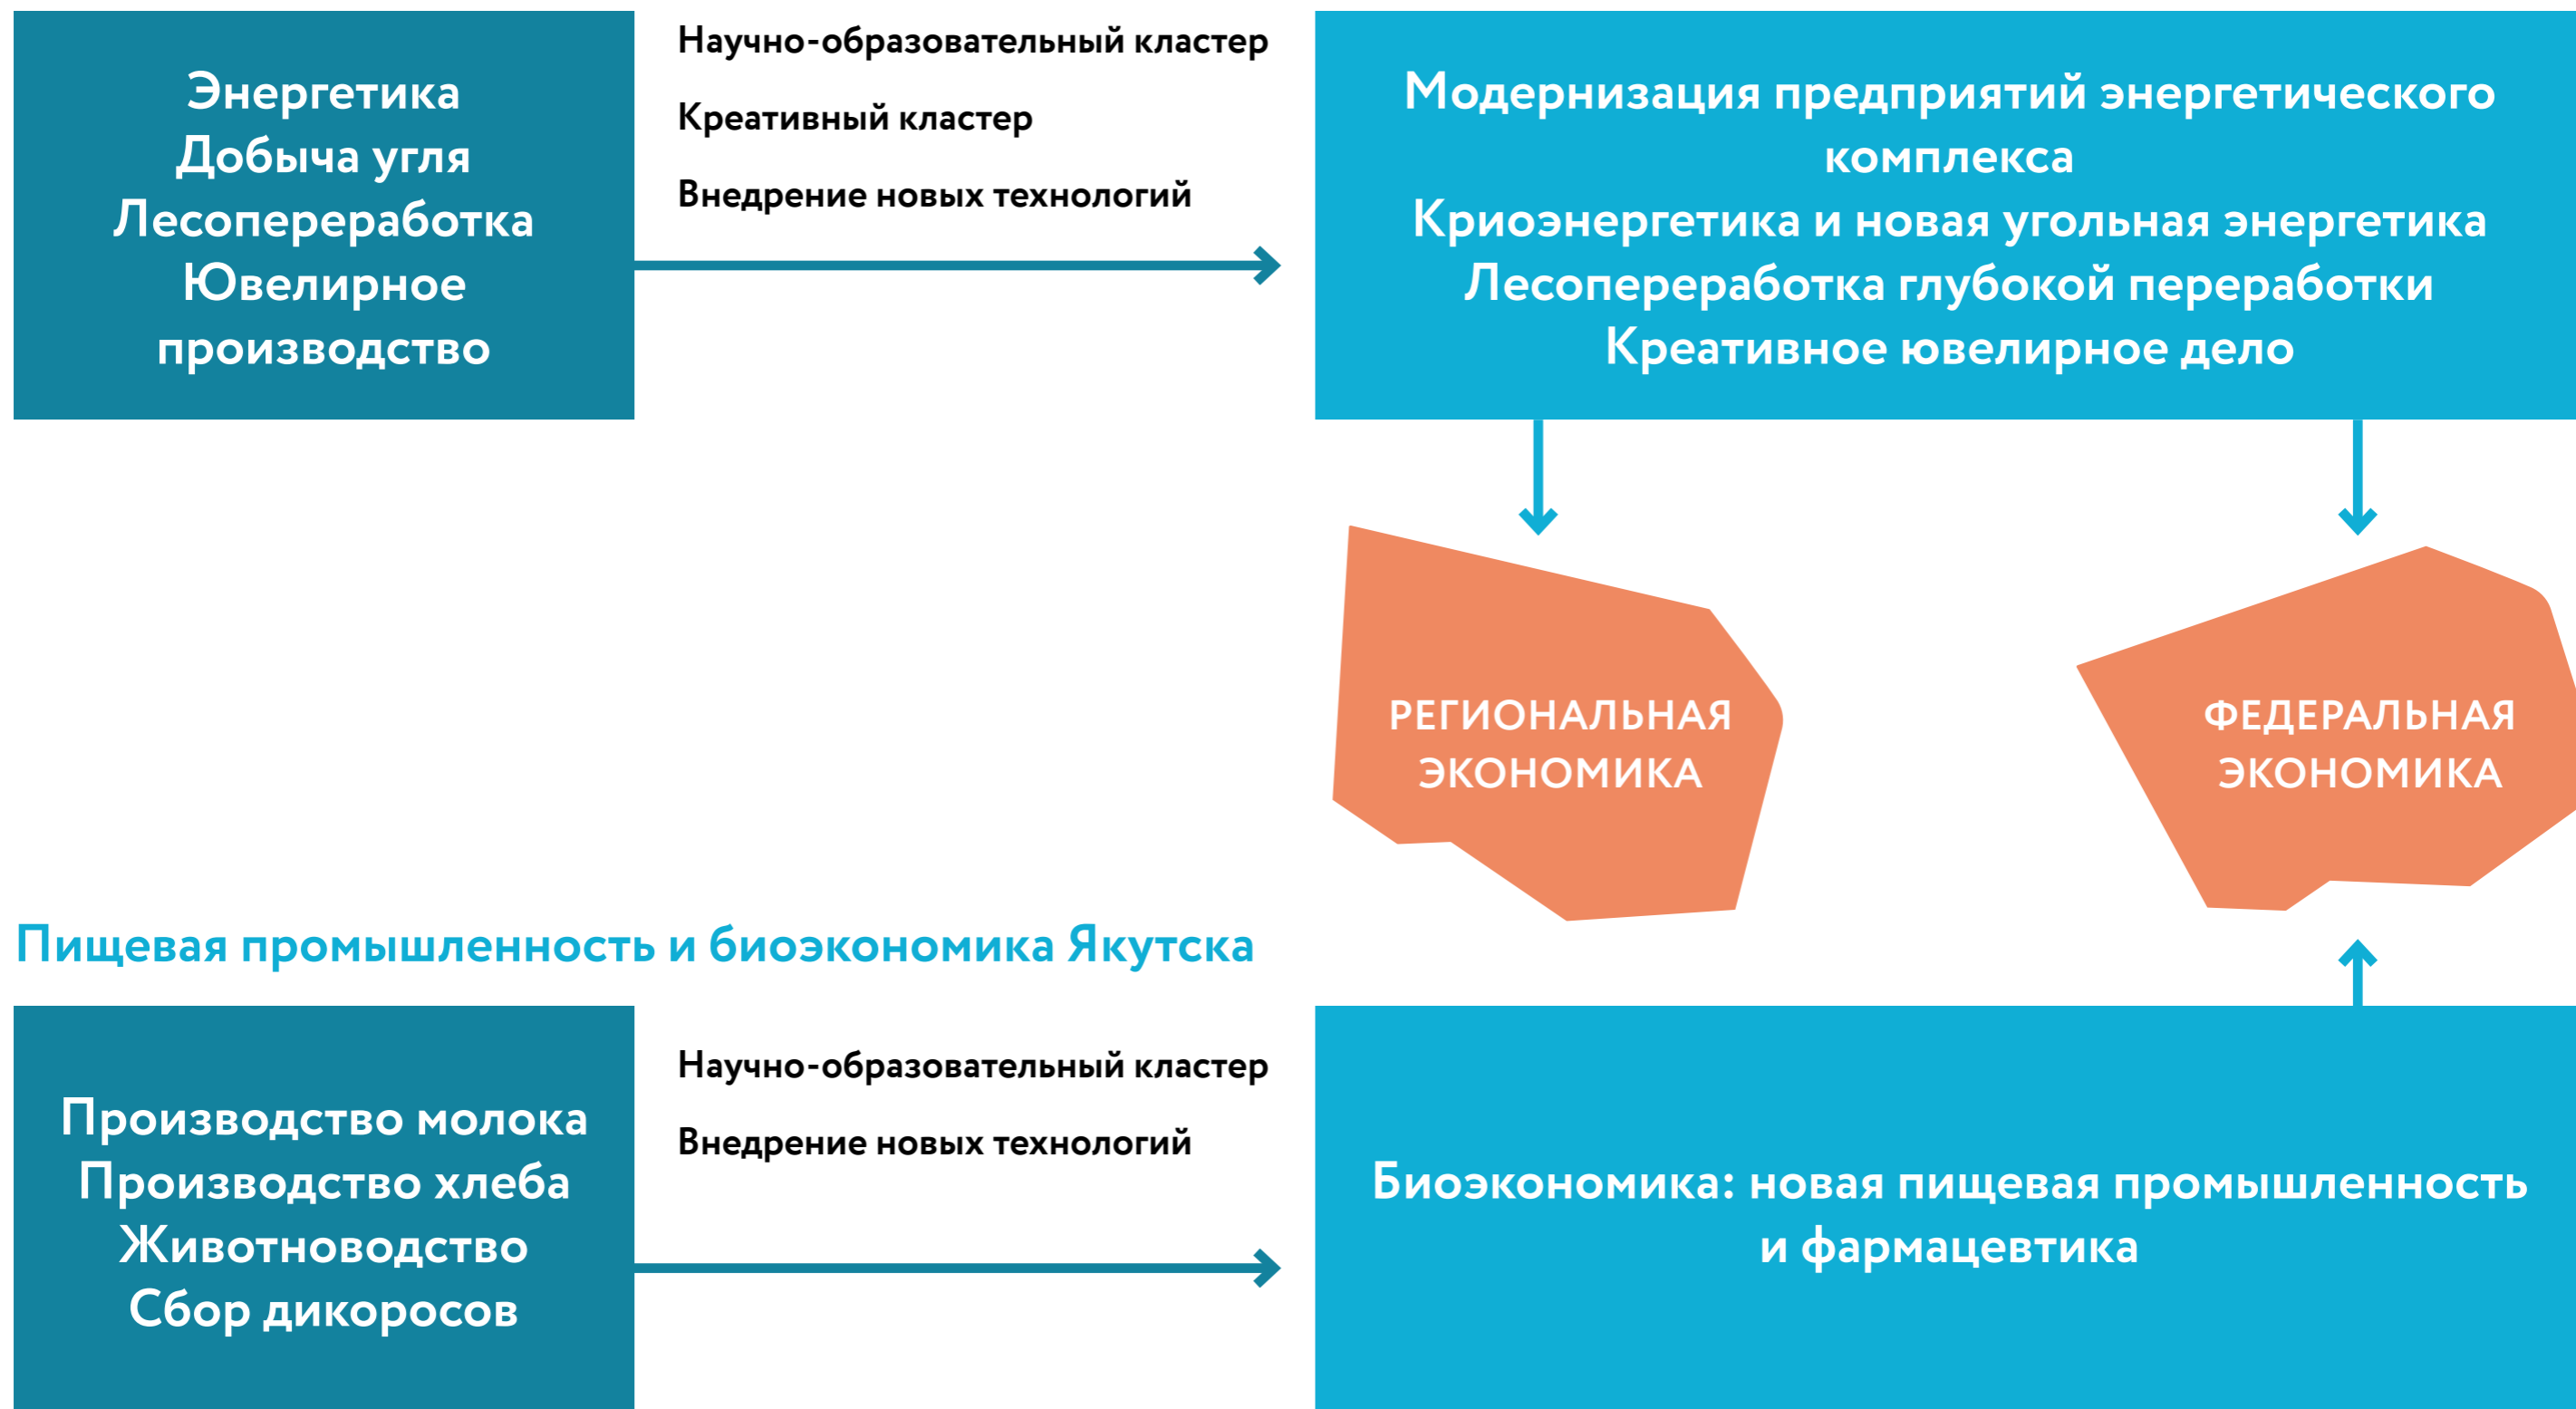 Энергетика
Добыча угля
Лесопереработка
Ювелирное
производство
Научно-образовательный кластер
Креативный кластер
Внедрение новых технологий
Модернизация предприятий энергетического
комплекса
Криоэнергетика и новая угольная энергетика
Лесопереработка глубокой переработки
Креативное ювелирное дело
РЕГИОНАЛЬНАЯ
ЭКОНОМИКА
ФЕДЕРАЛЬНАЯ
ЭКОНОМИКА
Пищевая промышленность и биоэкономика Якутска
Производство молока
Производство хлеба
Животноводство
Сбор дикоросов
Научно-образовательный кластер
Внедрение новых технологий
Биоэкономика: новая пищевая промышленность
и фармацевтика